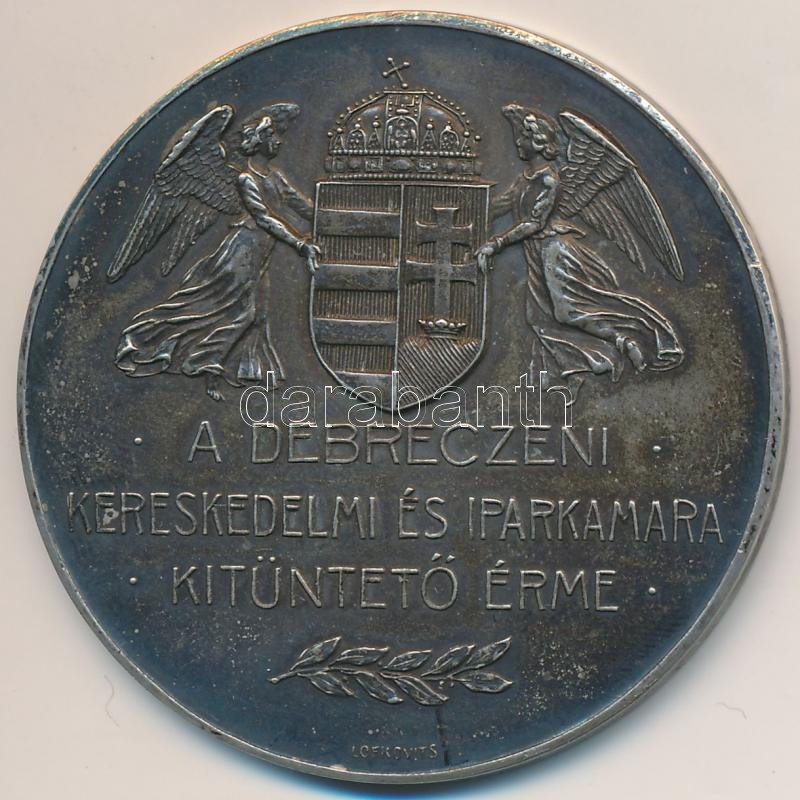 darabanth
· A DEBRECZENI ·
KERESKEDELMI ÉS IPARKAMARA
· KITÜNTETŐ ÉRME ·
LOFKOVITS